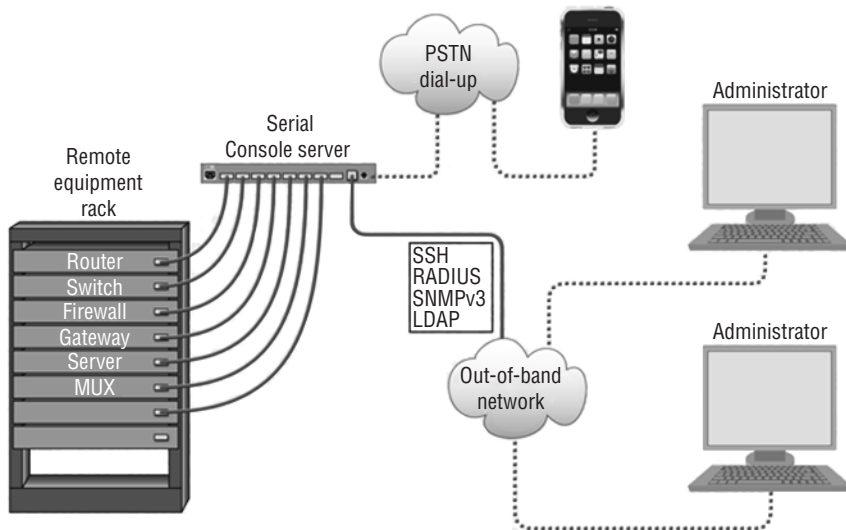 PSTN
dial-up
Administrator
Serial
Console server
Remote
equipment
rack
Router
Switch
Firewall
Gateway
Server
MUX
SSH
RADIUS
SNMPv3
LDAP
Administrator
Out-of-band
network